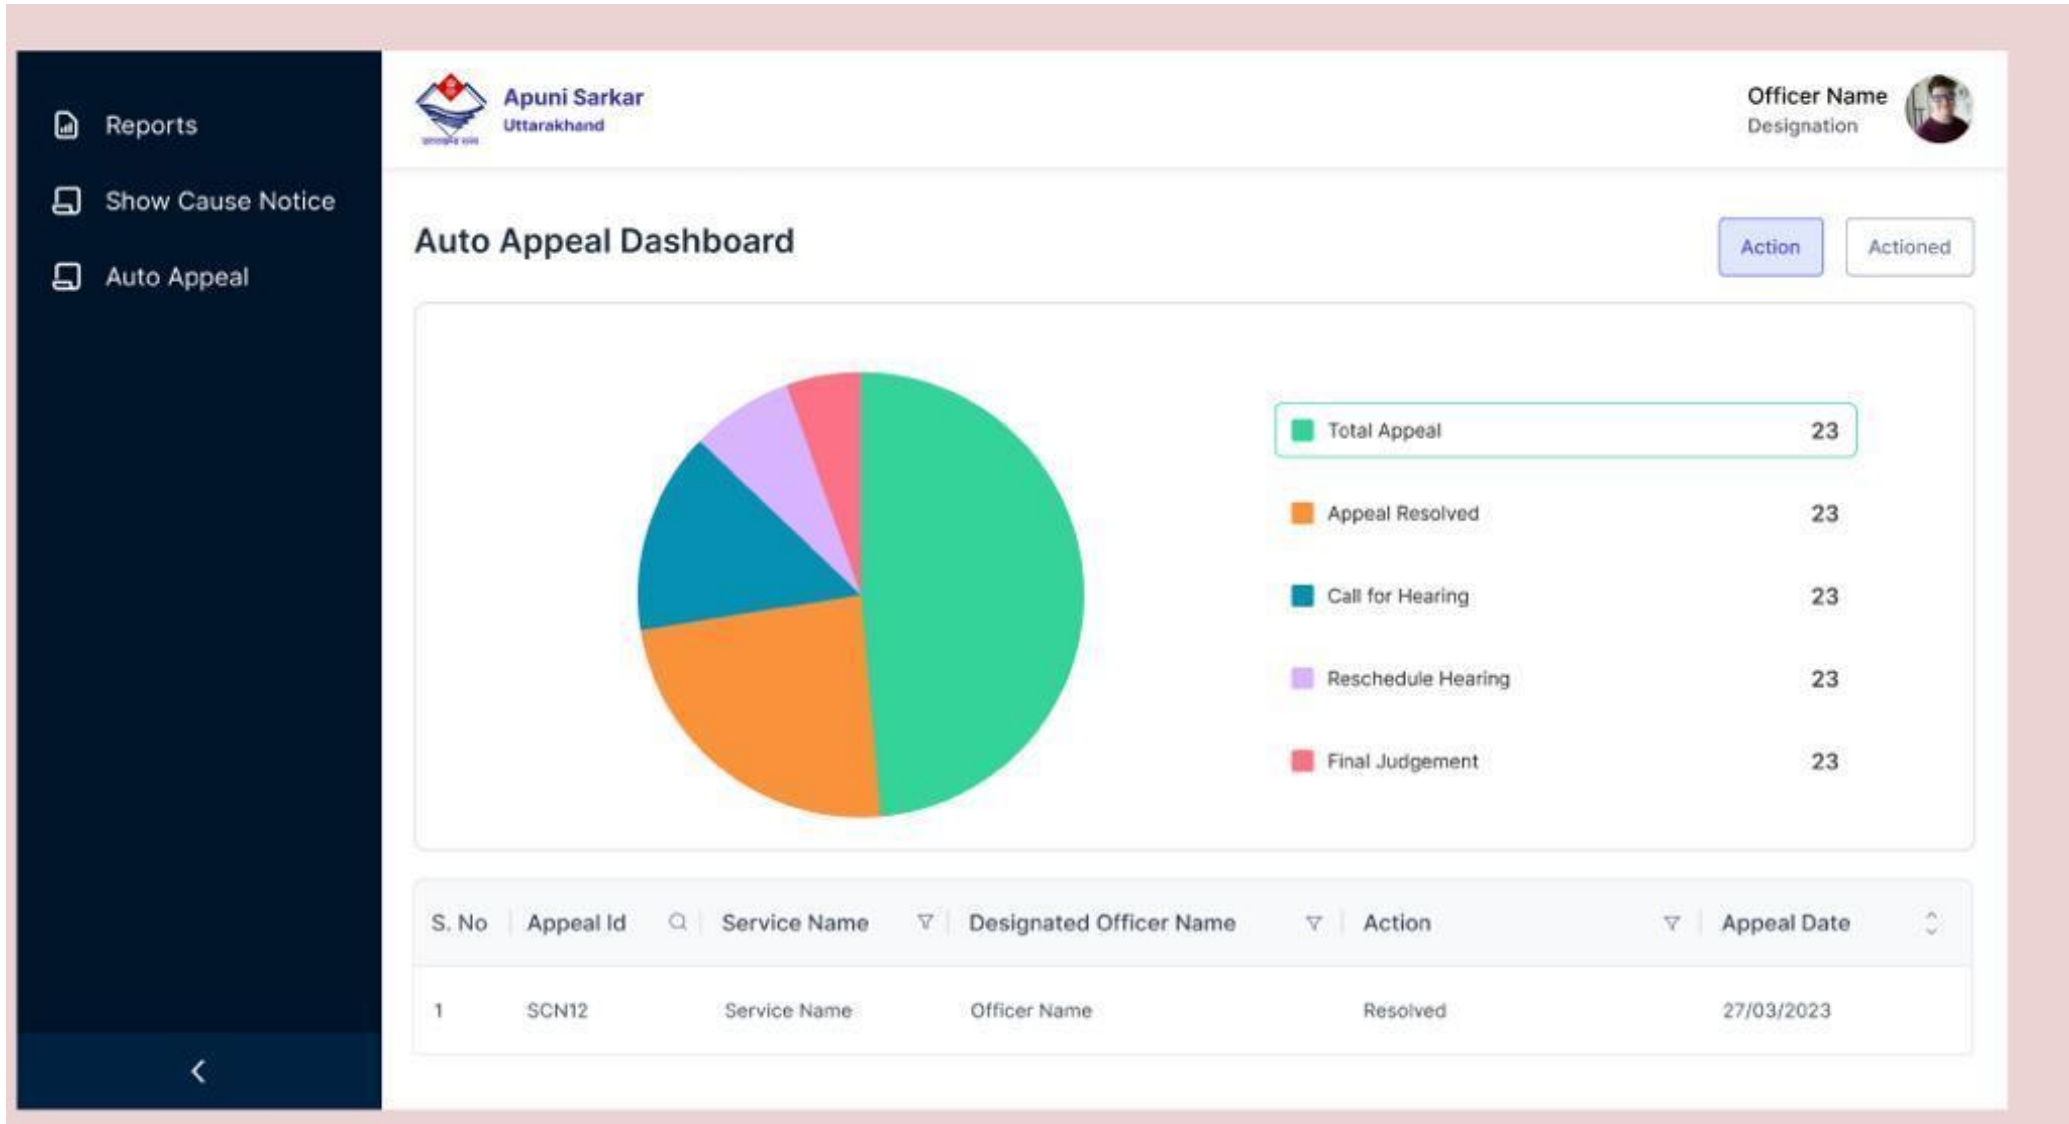 Reports
Show Cause Notice
Auto Appeal
Apuni Sarkar
Uttarakhand
Officer Name
Designation
Auto Appeal Dashboard
Action
Actioned
Total Appeal 23
Appeal Resolved 23
Call for Hearing 23
Reschedule Hearing 23
Final Judgement 23
S. No Appeal Id Service Name Designated Officer Name Action Appeal Date
1 SCN12 Service Name Officer Name Resolved 27/03/2023